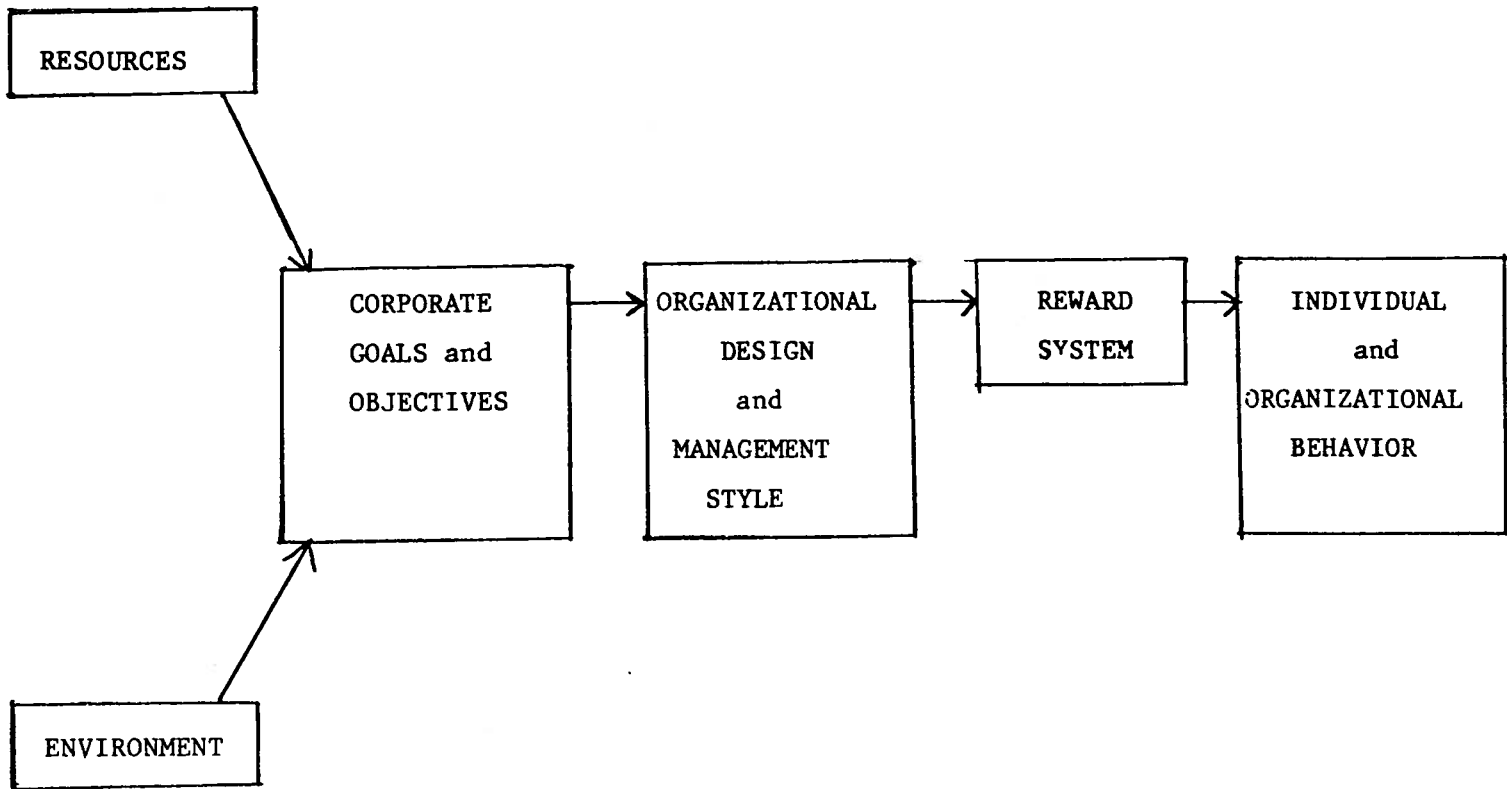 RESOURCES
CORPORATE
GOALS and
OBJECTIVES
ORGANIZATIONAL
DESIGN
and
MANAGEMENT
STYLE
REWARD
SYSTEM
INDIVIDUAL
and
ORGANIZATIONAL
BEHAVIOR
ENVIRONMENT